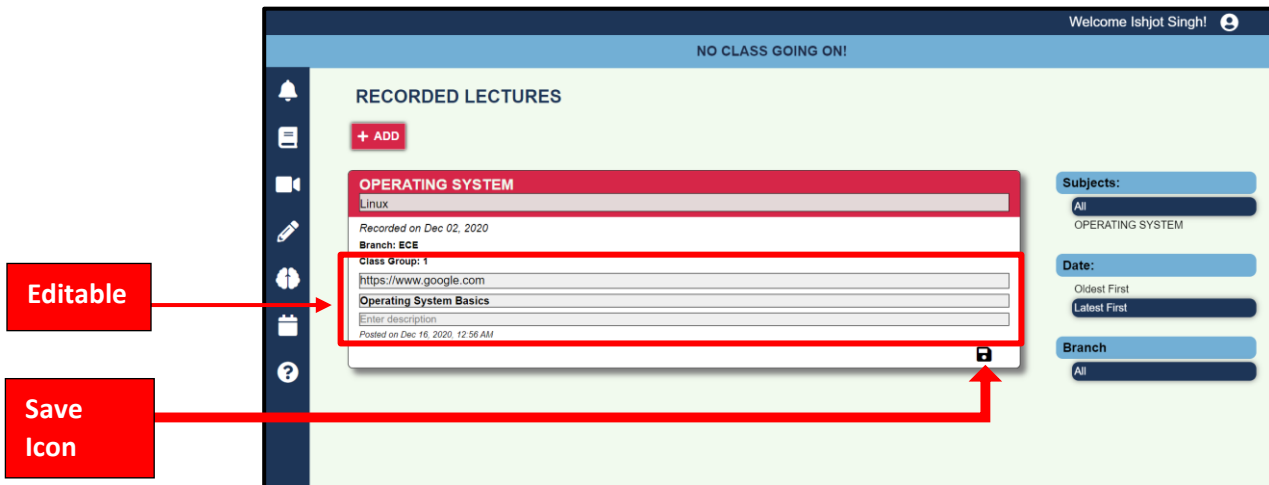 Welcome Ishjot Singh!
NO CLASS GOING ON!
RECORDED LECTURES
+ ADD
OPERATING SYSTEM
Linux
Recorded on Dec 02, 2020
Branch: ECE
Class Group: 1
https://www.google.com
Operating System Basics
Enter description
Posted on Dec 16, 2020, 12:56 AM
Subjects:
All
OPERATING SYSTEM
Date:
Oldest First
Latest First
Branch
All
Editable
Save
Icon